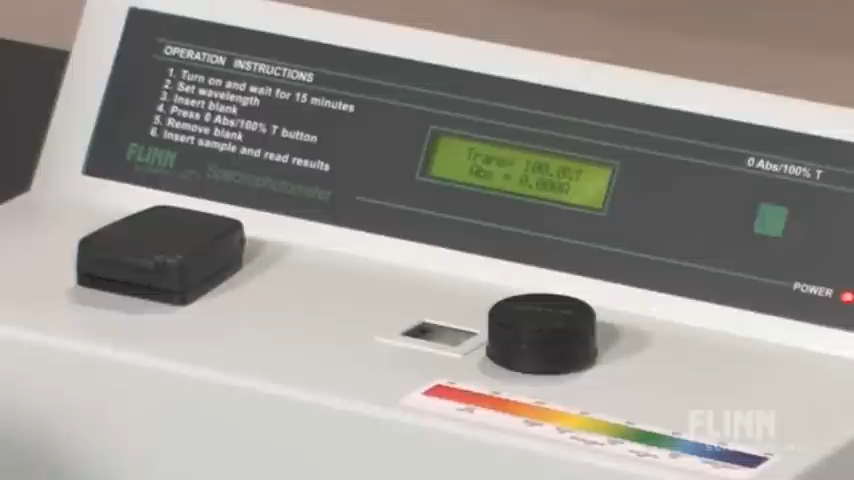 OPERATION INSTRUCTIONS
1. Turn on and wait for 15 minutes
2. Set wavelength
3. Insert blank
4. Press 0 Abs/100% T button
5. Remove blank
6. Insert sample and read results
FLINN
Spectrophotometer
Trans= 100.0%T
Abs = 0.000A
0 Abs/100% T
POWER
FLINN